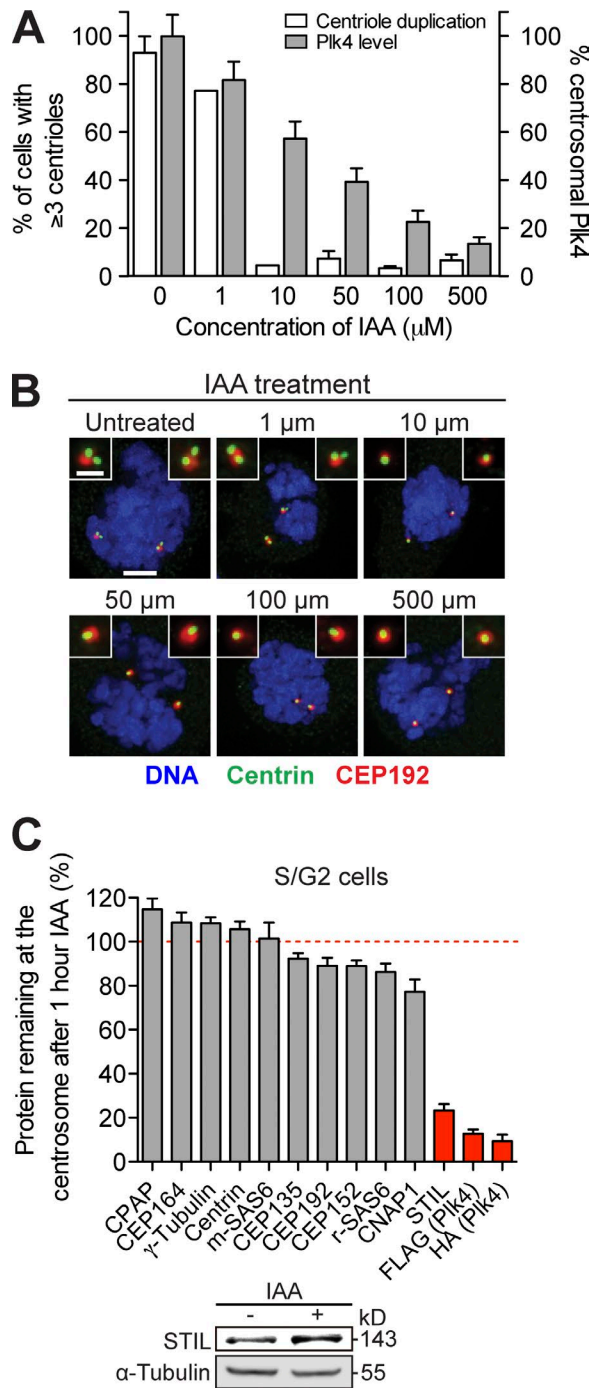 A
Centriole duplication
Plk4 level
% of cells with
≥3 centrioles
% centrosomal Plk4
100
80
60
40
20
0
100
80
60
40
20
0
0 1 10 50 100 500
Concentration of IAA (μM)
B
IAA treatment
Untreated 1 μm 10 μm
50 μm 100 μm 500 μm
DNA Centrin CEP192
C
S/G2 cells
Protein remaining at the
centrosome after 1 hour IAA (%)
120
100
80
60
40
20
0
CPAP
CEP164
γ-Tubulin
Centrin
m-SAS6
CEP135
CEP192
CEP152
r-SAS6
CNAP1
STIL
FLAG (Plk4)
HA (Plk4)
IAA
- + kD
STIL -143
α-Tubulin -55